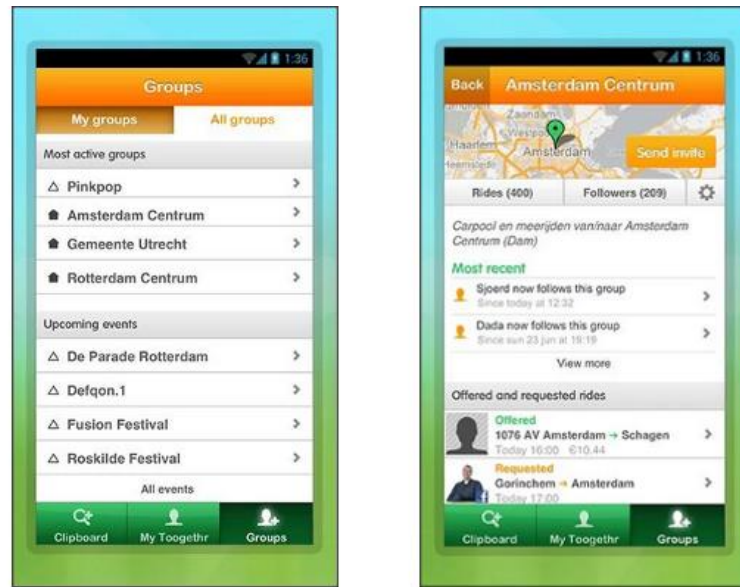 1:36
Groups
My groups All groups
Most active groups
Pinkpop
Amsterdam Centrum
Gemeente Utrecht
Rotterdam Centrum
Upcoming events
De Parade Rotterdam
Defqon.1
Fusion Festival
Roskilde Festival
All events
Clipboard My Toogethr Groups
1:36
Back Amsterdam Centrum
Zaandam
Haarlem
Amsterdam
Send invite
Rides (400) Followers (209)
Carpool en meerijden van/naar Amsterdam
Centrum (Dam)
Most recent
Sjoerd now follows this group
Since today at 12:32
Dada now follows this group
Since sun 23 jun at 19:19
View more
Offered and requested rides
Offered
1076 AV Amsterdam → Schagen
Today 16:00 €10.44
Requested
Gorinchem → Amsterdam
Today 17:00
Clipboard My Toogethr Groups